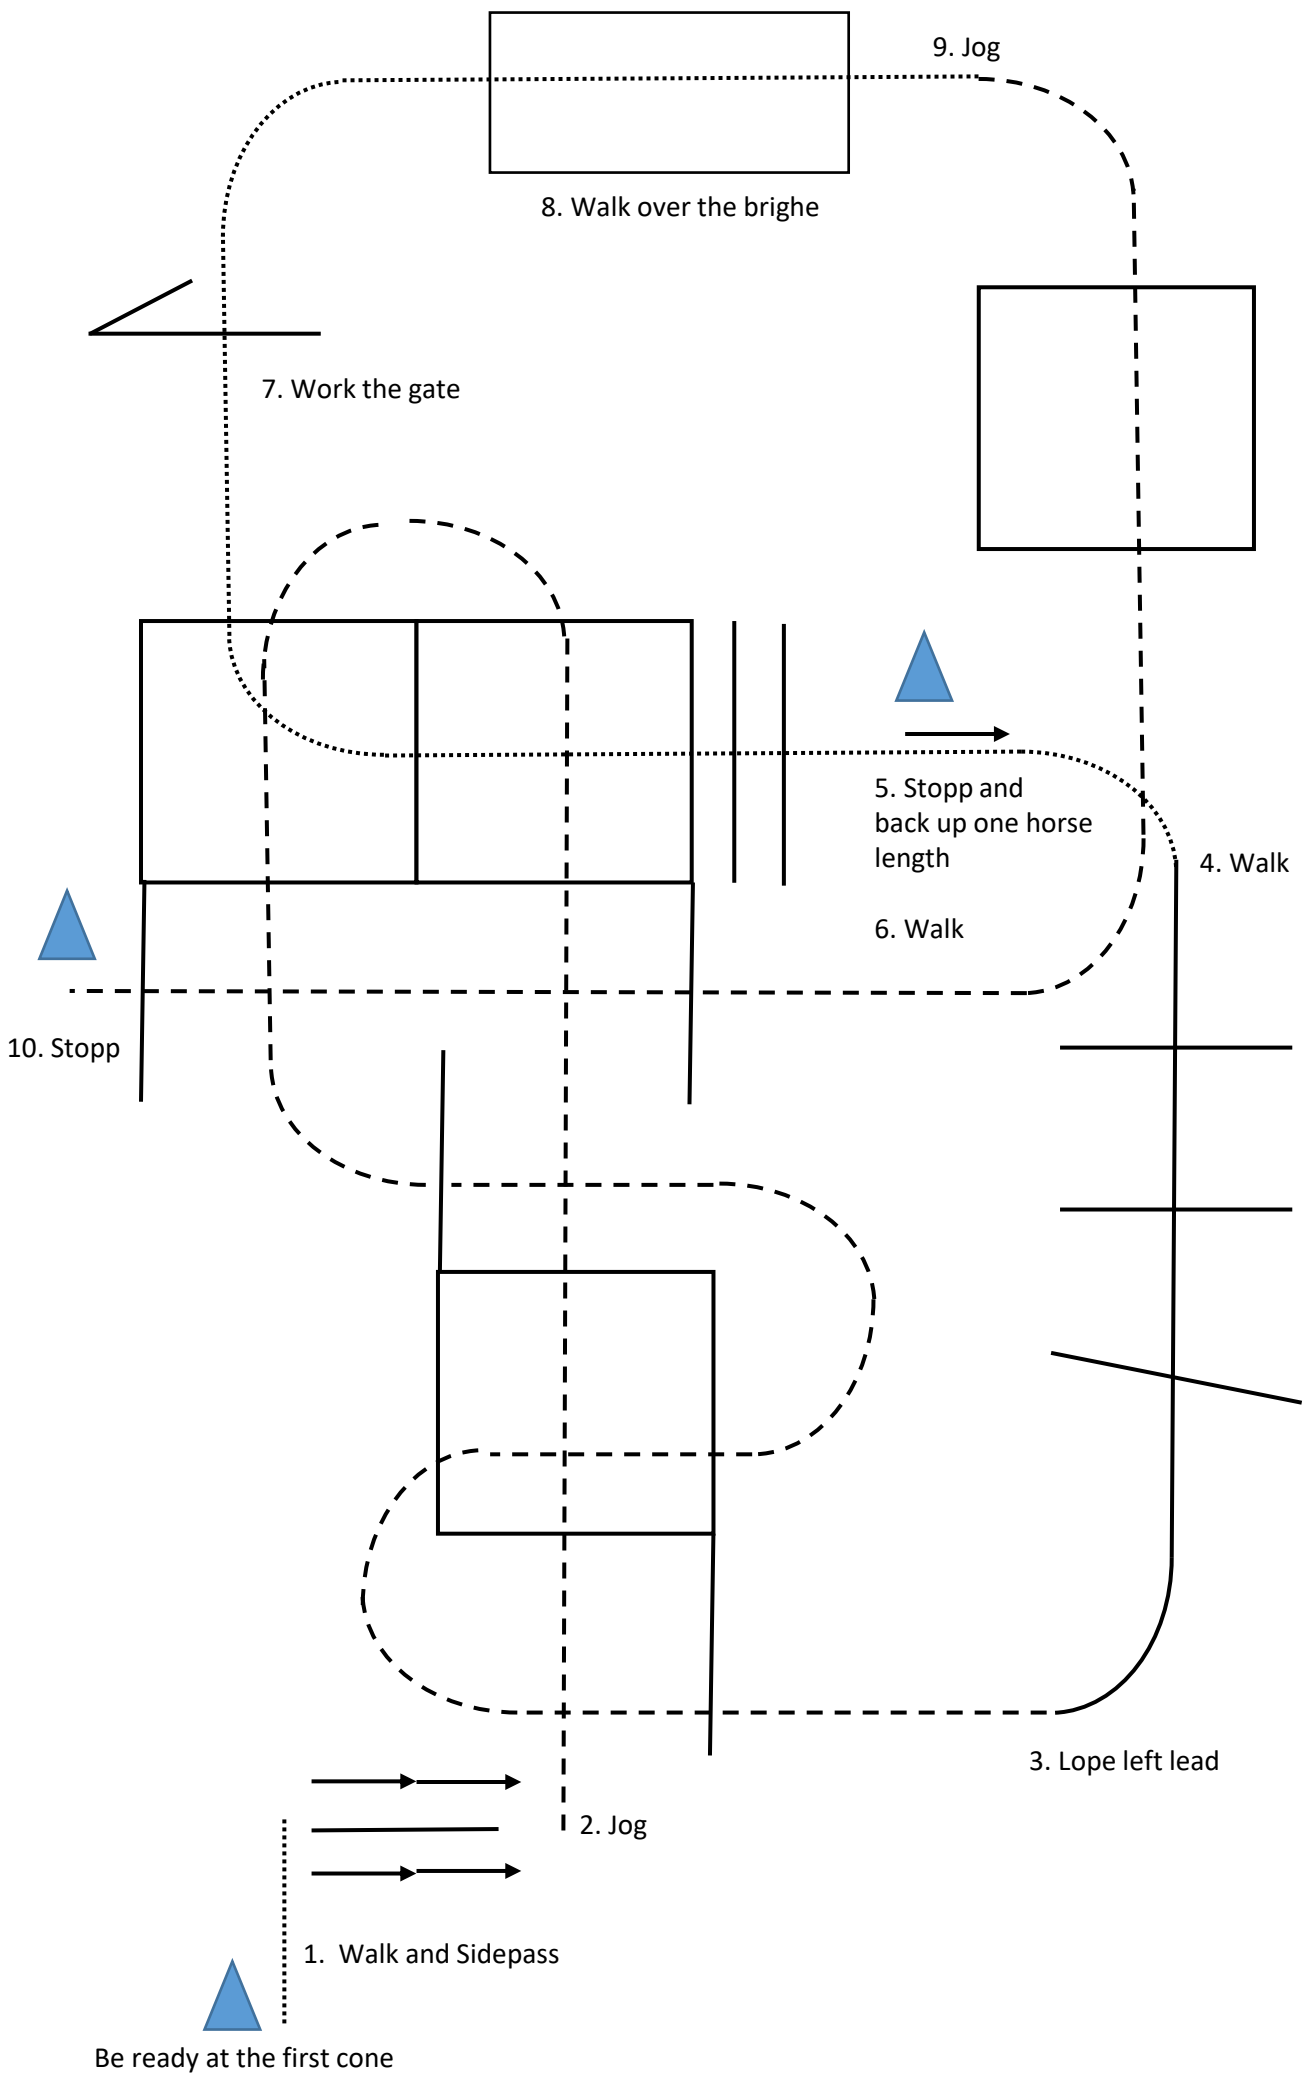 9. Jog
8. Walk over the brighe
7. Work the gate
5. Stopp and
back up one horse
length
4. Walk
6. Walk
10. Stopp
3. Lope left lead
2. Jog
1. Walk and Sidepass
Be ready at the first cone